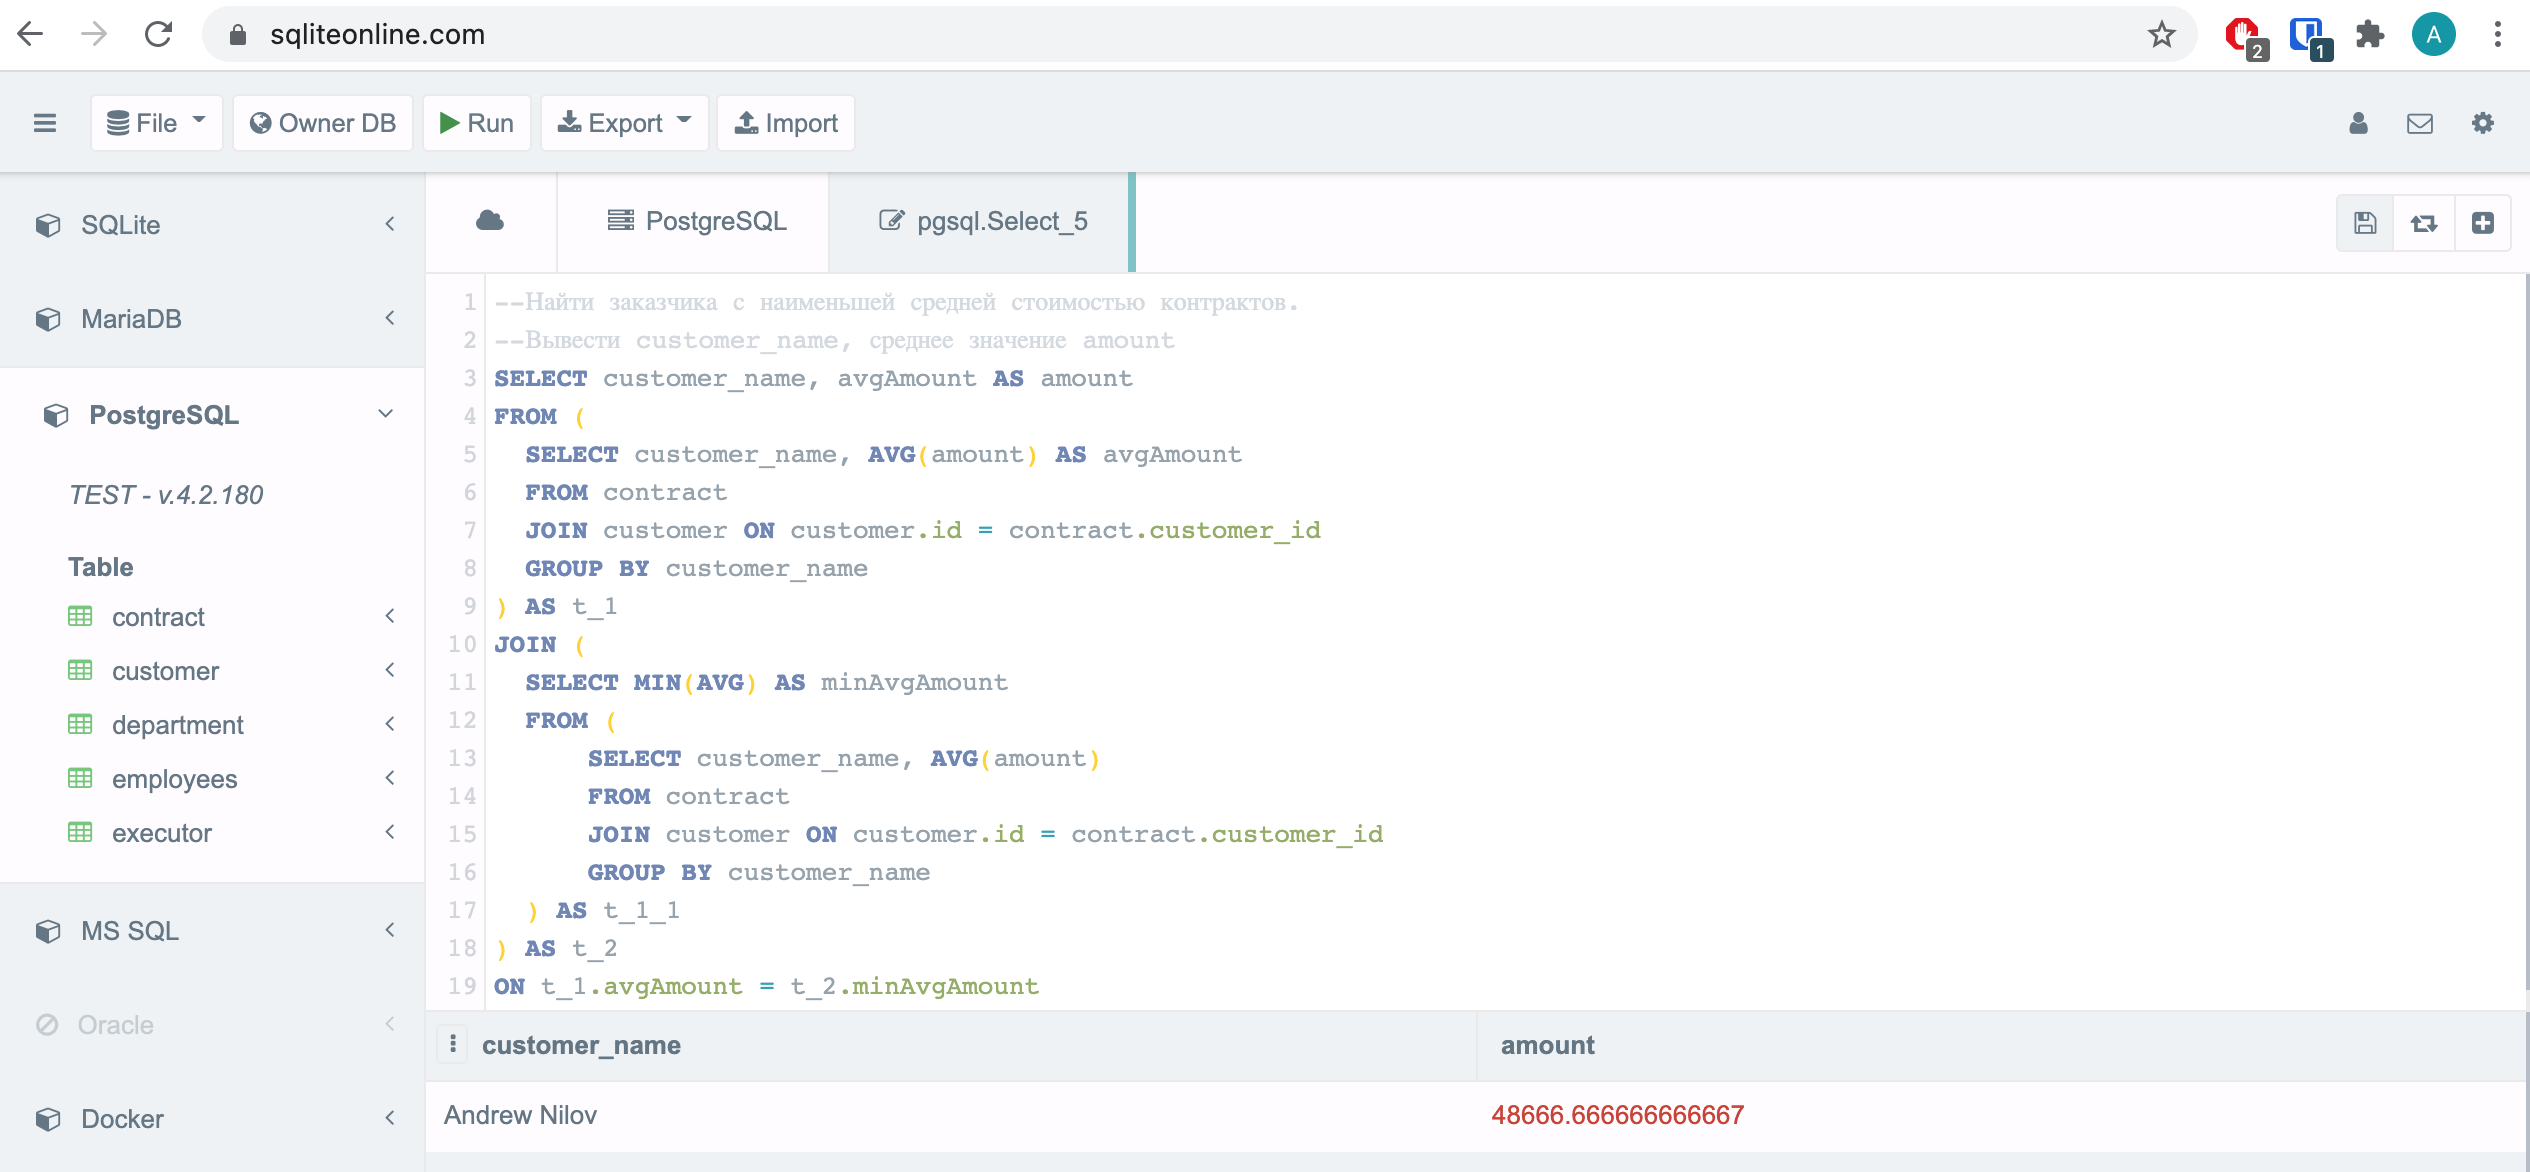 sqliteonline.com
2
1
A
File
Owner DB
Run
Export
Import
SQLite
MariaDB
PostgreSQL
TEST - v.4.2.180
Table
contract
customer
department
employees
executor
MS SQL
Oracle
Docker
PostgreSQL
pgsql.Select_5
1 --Найти заказчика с наименьшей средней стоимостью контрактов.
2 --Вывести customer_name, среднее значение amount
3 SELECT customer_name, avgAmount AS amount
4 FROM (
5 SELECT customer_name, AVG(amount) AS avgAmount
6 FROM contract
7 JOIN customer ON customer.id = contract.customer_id
8 GROUP BY customer_name
9 ) AS t_1
10 JOIN (
11 SELECT MIN(AVG) AS minAvgAmount
12 FROM (
13 SELECT customer_name, AVG(amount)
14 FROM contract
15 JOIN customer ON customer.id = contract.customer_id
16 GROUP BY customer_name
17 ) AS t_1_1
18 ) AS t_2
19 ON t_1.avgAmount = t_2.minAvgAmount
customer_name amount
Andrew Nilov 48666.666666666667